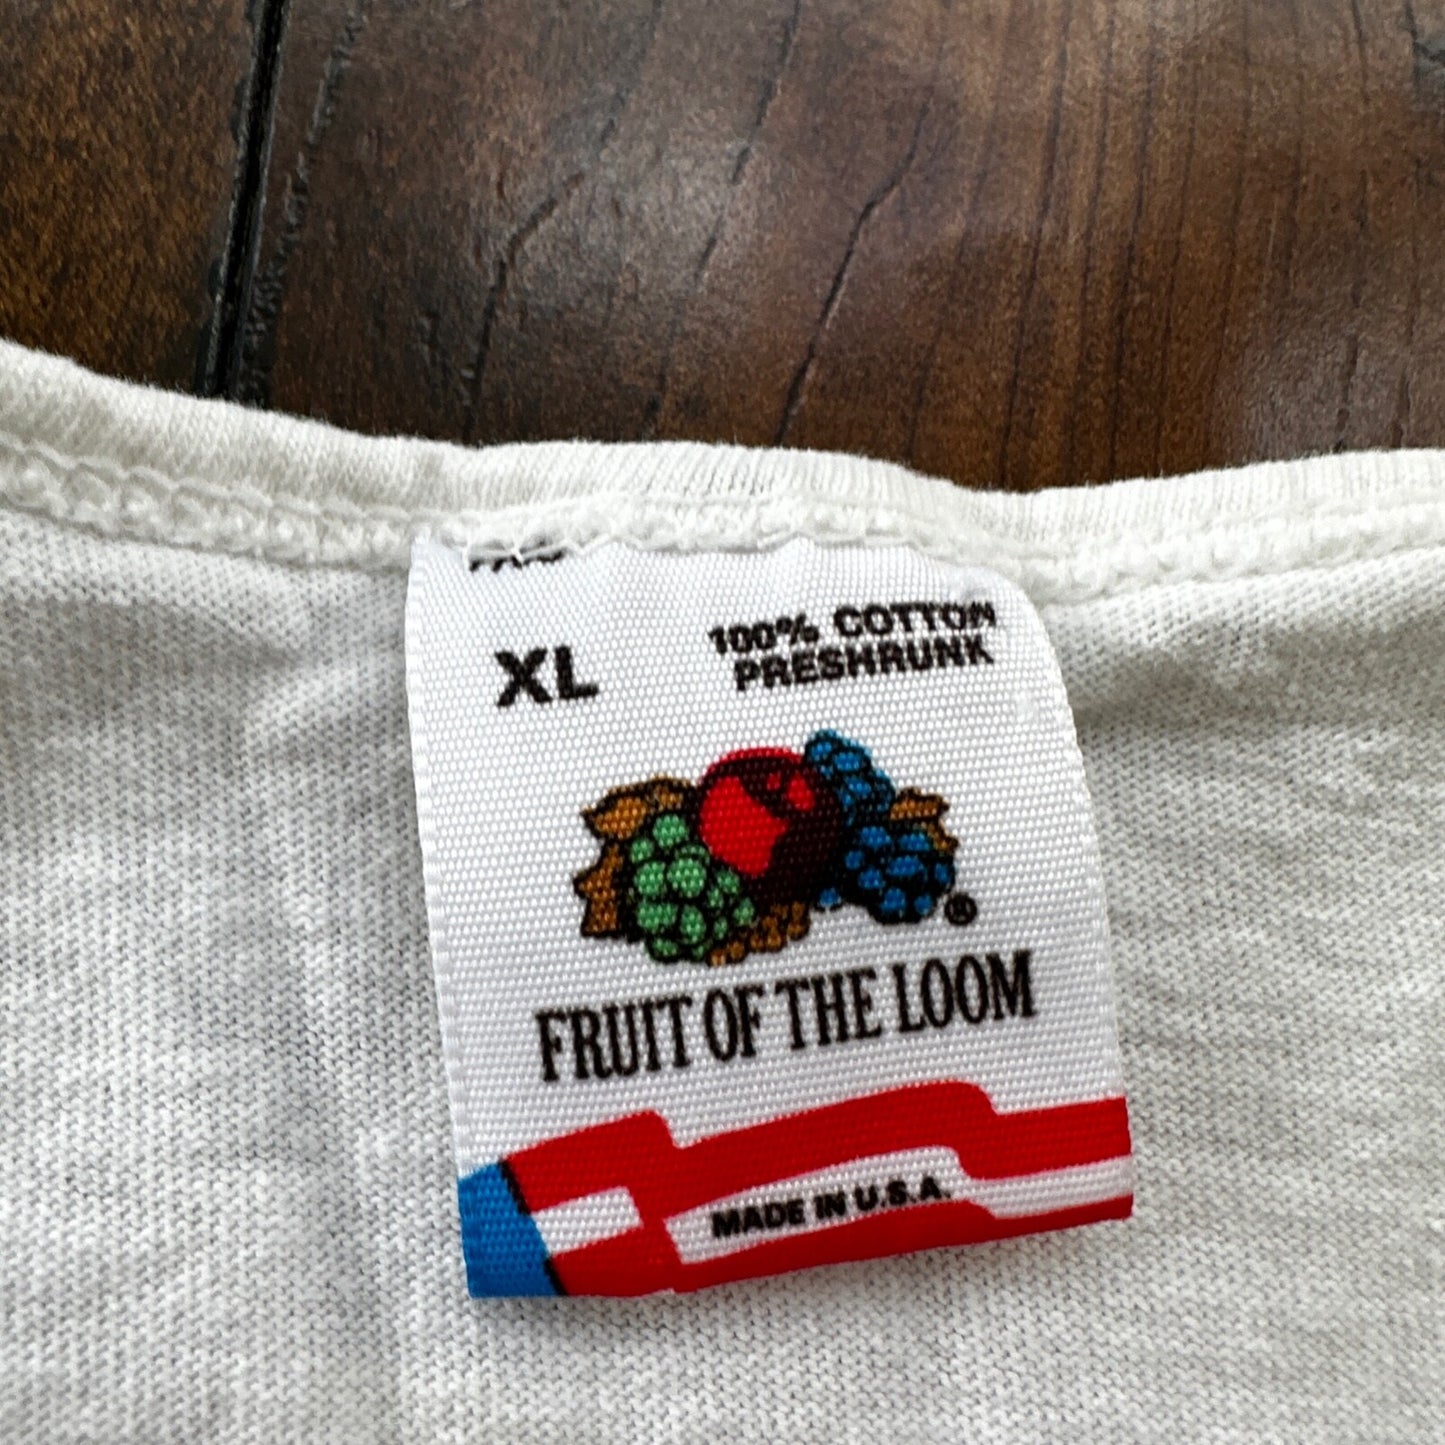 XL
100% COTTON
PRESHRUNK
®
FRUIT OF THE LOOM
MADE IN U.S.A.